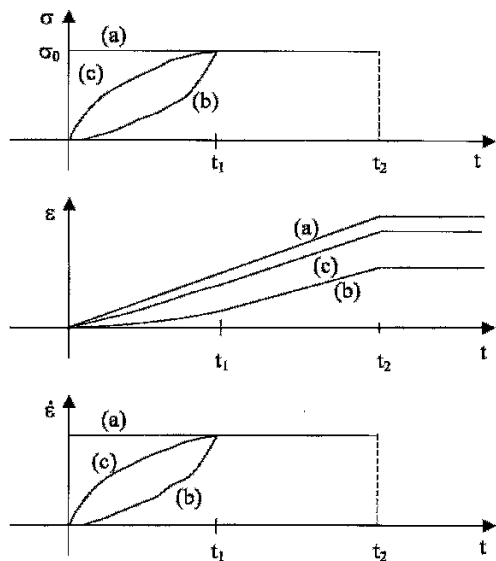 σ
(a)
σ₀
(c)
(b)
t₁
t₂
t
ε
(a)
(c)
(b)
t₁
t₂
t
ε̇
(a)
(c)
(b)
t₁
t₂
t